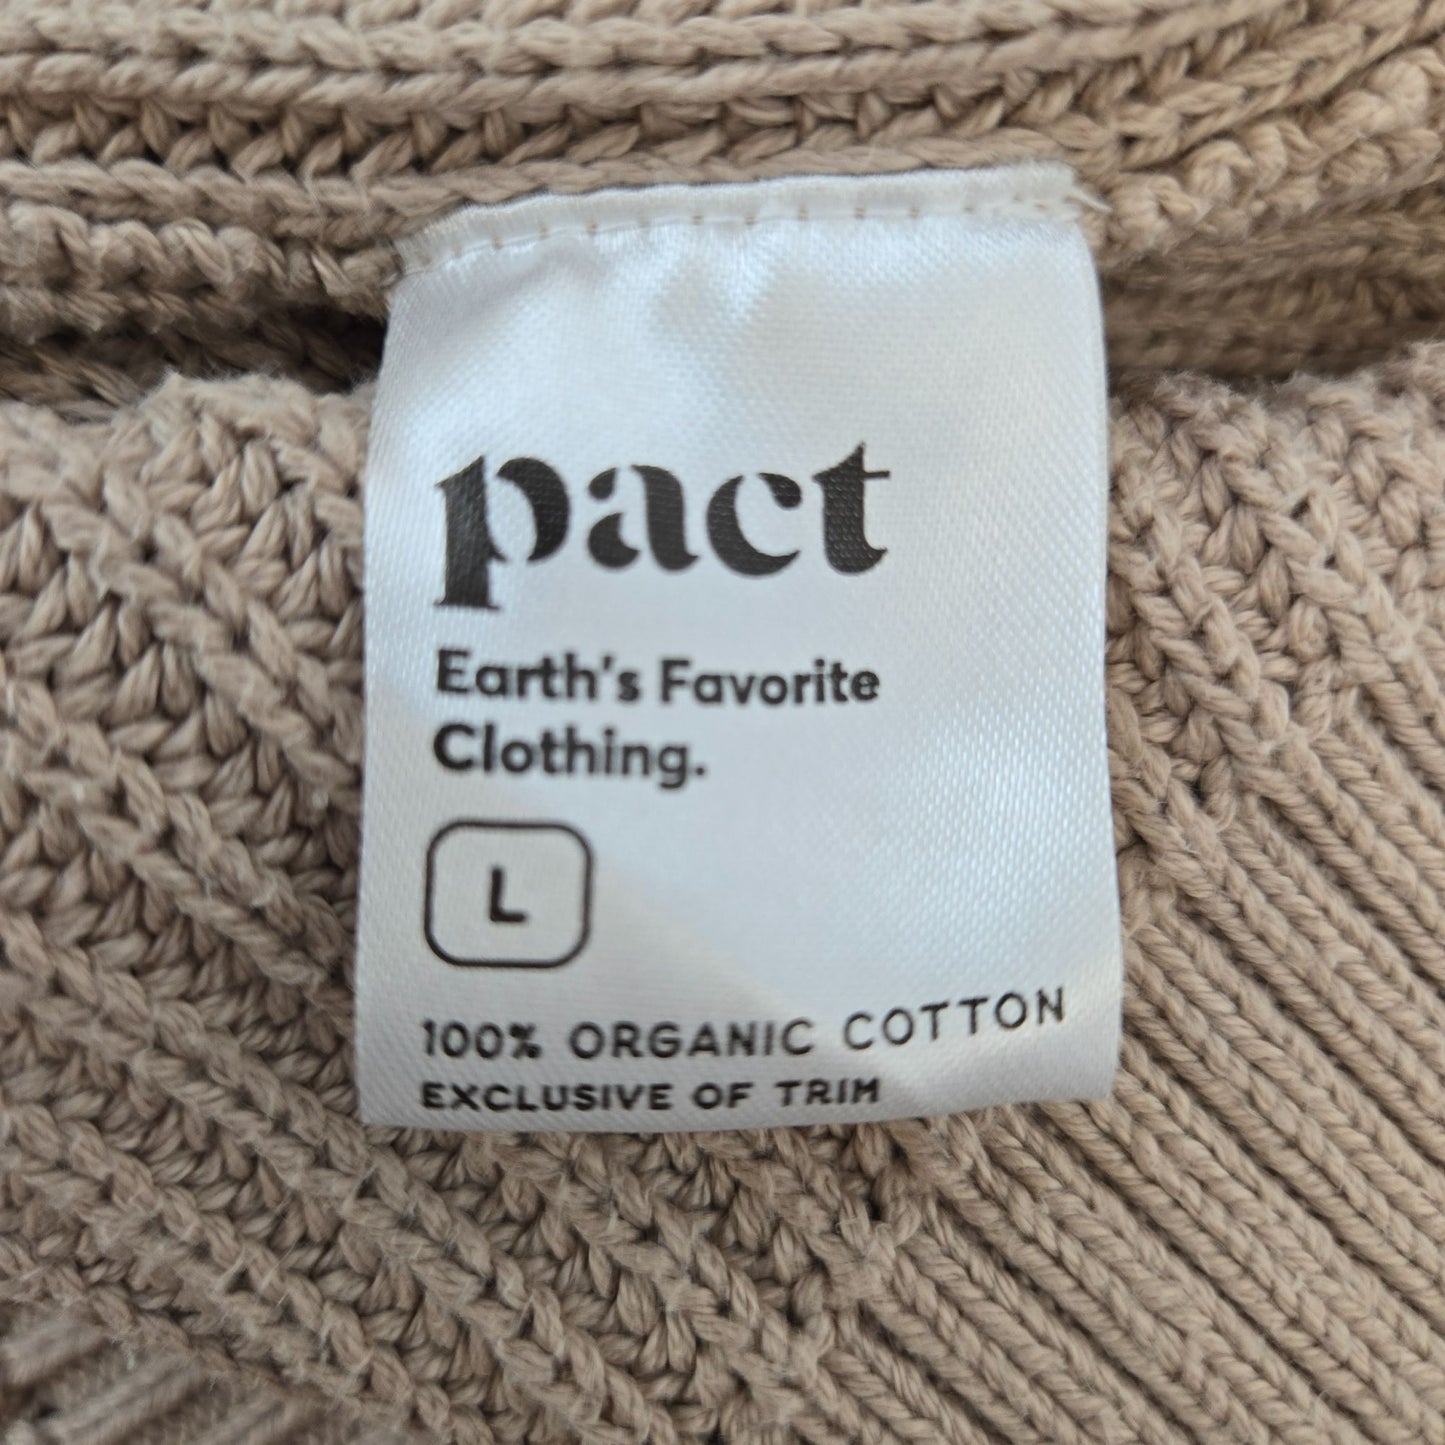 pact
Earth's Favorite
Clothing.
L
100% ORGANIC COTTON
EXCLUSIVE OF TRIM